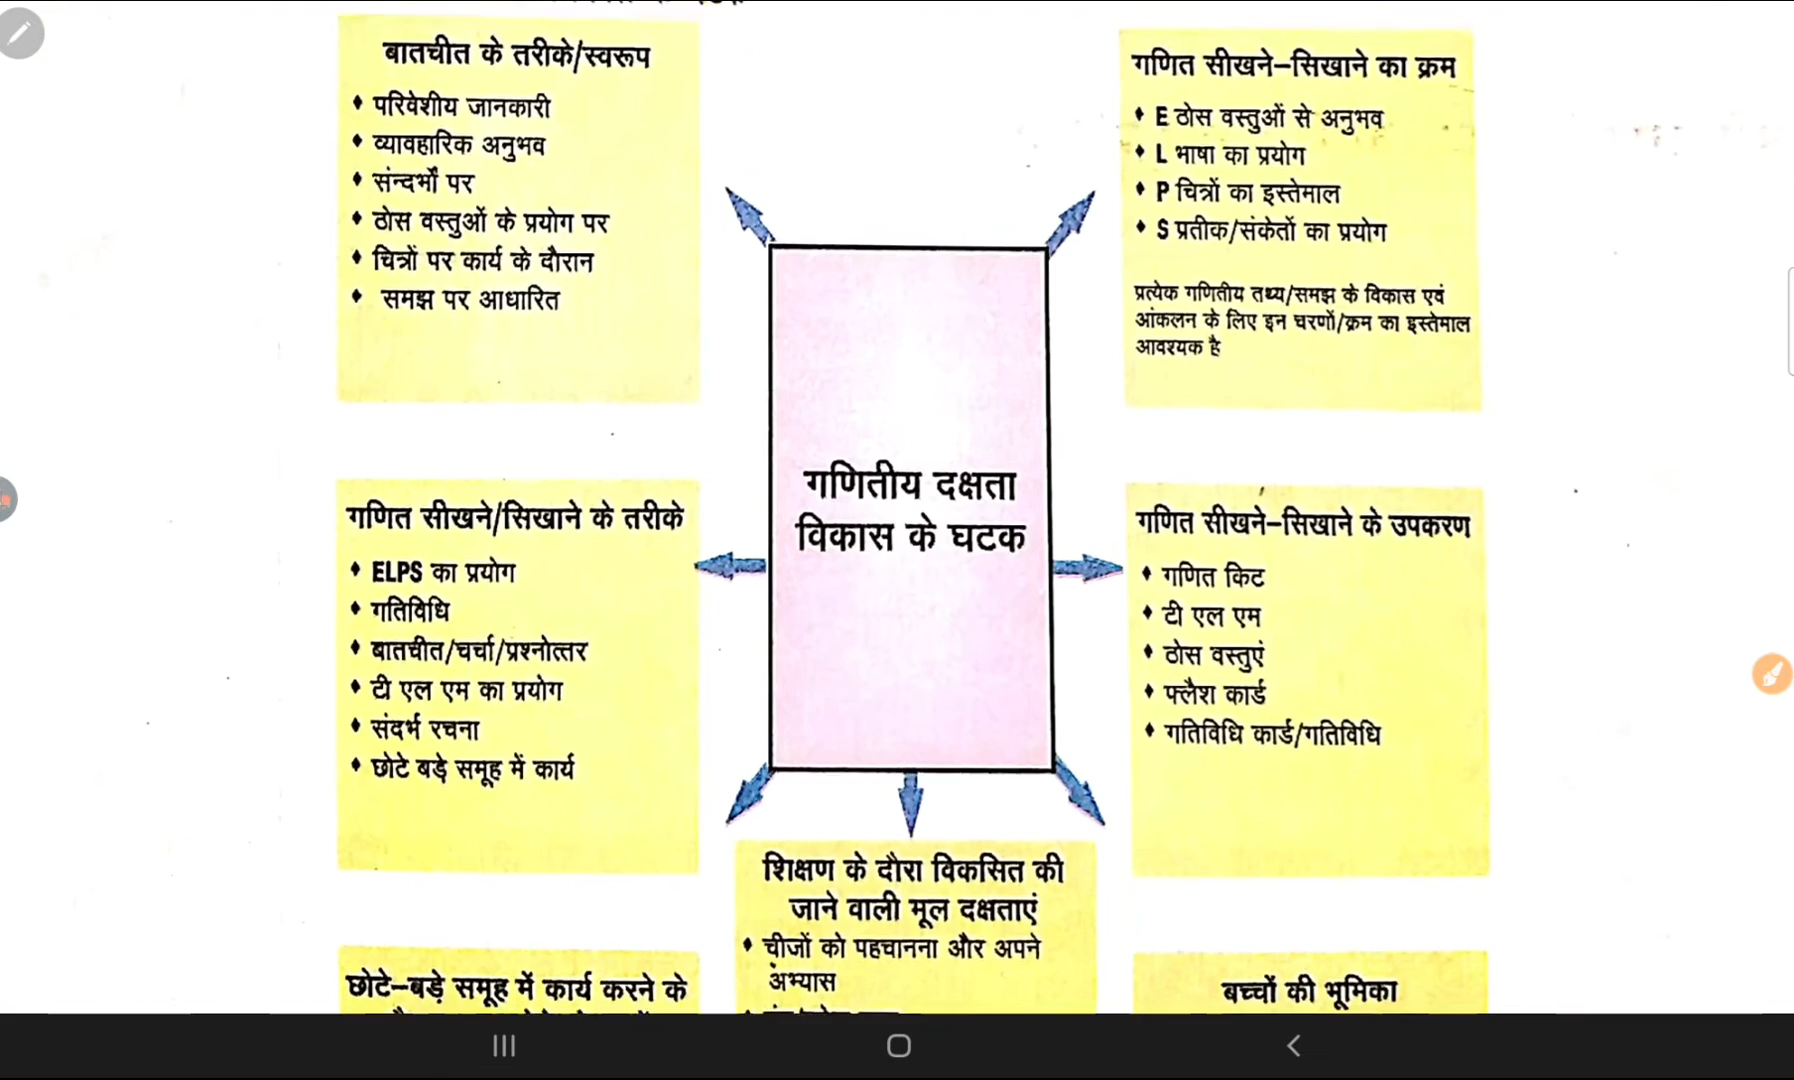 बातचीत के तरीके/स्वरूप
♦ परिवेशीय जानकारी
♦ व्यावहारिक अनुभव
♦ संन्दर्भों पर
♦ ठोस वस्तुओं के प्रयोग पर
♦ चित्रों पर कार्य के दौरान
♦ समझ पर आधारित
गणित सीखने–सिखाने का क्रम
♦ E ठोस वस्तुओं से अनुभव
♦ L भाषा का प्रयोग
♦ P चित्रों का इस्तेमाल
♦ S प्रतीक/संकेतों का प्रयोग
प्रत्येक गणितीय तथ्य/समझ के विकास एवं
आंकलन के लिए इन चरणों/क्रम का इस्तेमाल
आवश्यक है
गणितीय दक्षता
विकास के घटक
गणित सीखने/सिखाने के तरीके
♦ ELPS का प्रयोग
♦ गतिविधि
♦ बातचीत/चर्चा/प्रश्नोत्तर
♦ टी एल एम का प्रयोग
♦ संदर्भ रचना
♦ छोटे बड़े समूह में कार्य
गणित सीखने–सिखाने के उपकरण
♦ गणित किट
♦ टी एल एम
♦ ठोस वस्तुएं
♦ फ्लैश कार्ड
♦ गतिविधि कार्ड/गतिविधि
शिक्षण के दौरा विकसित की
जाने वाली मूल दक्षताएं
♦ चीजों को पहचानना और अपने
अंभ्यास
छोटे–बड़े समूह में कार्य करने के
बच्चों की भूमिका